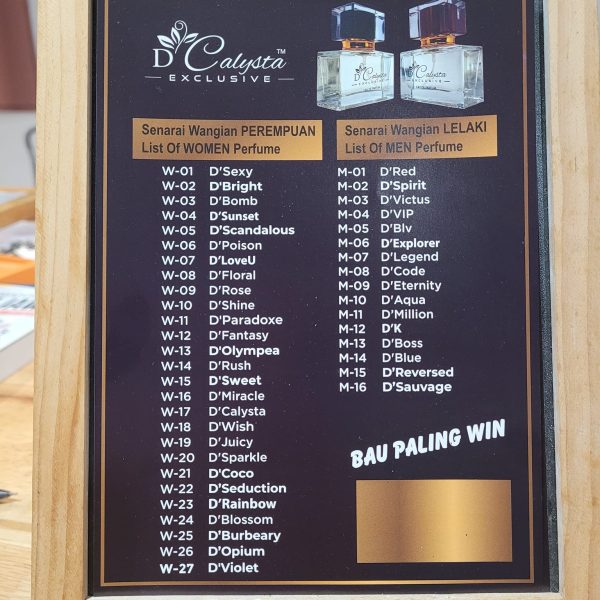 D'Calysta™
EXCLUSIVE
Senarai Wangian PEREMPUAN
List Of WOMEN Perfume
W-01 D'Sexy
W-02 D'Bright
W-03 D'Bomb
W-04 D'Sunset
W-05 D'Scandalous
W-06 D'Poison
W-07 D'LoveU
W-08 D'Floral
W-09 D'Rose
W-10 D'Shine
W-11 D'Paradoxe
W-12 D'Fantasy
W-13 D'Olympea
W-14 D'Rush
W-15 D'Sweet
W-16 D'Miracle
W-17 D'Calysta
W-18 D'Wish
W-19 D'Juicy
W-20 D'Sparkle
W-21 D'Coco
W-22 D'Seduction
W-23 D'Rainbow
W-24 D'Blossom
W-25 D'Burbeary
W-26 D'Opium
W-27 D'Violet
Senarai Wangian LELAKI
List Of MEN Perfume
M-01 D'Red
M-02 D'Spirit
M-03 D'Victus
M-04 D'VIP
M-05 D'Blv
M-06 D'Explorer
M-07 D'Legend
M-08 D'Code
M-09 D'Eternity
M-10 D'Aqua
M-11 D'Million
M-12 D'K
M-13 D'Boss
M-14 D'Blue
M-15 D'Reversed
M-16 D'Sauvage
BAU PALING WIN